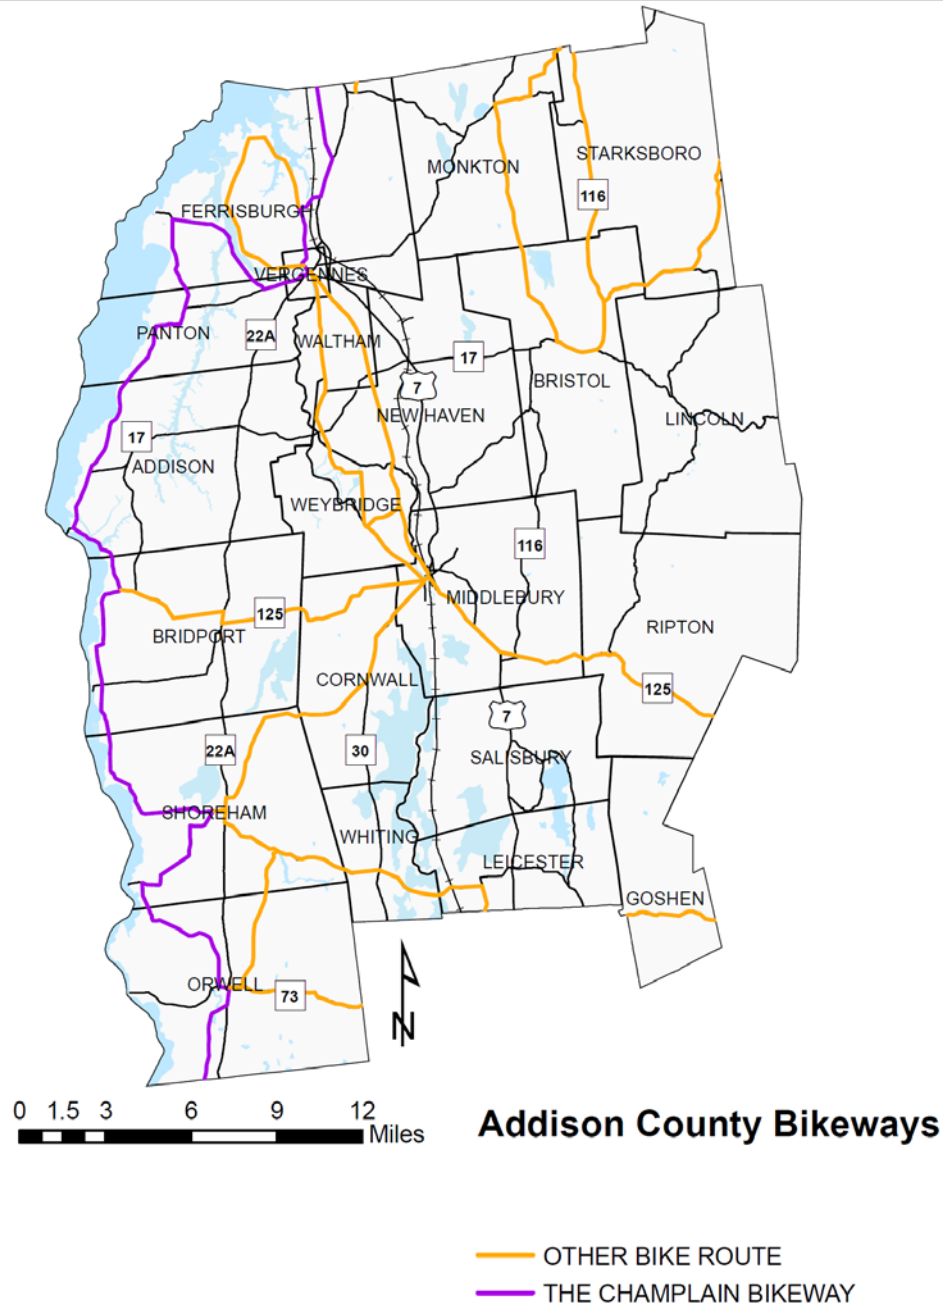 MONKTON
STARKSBORO
116
FERRISBURGH
VERGENNES
PANTON
22A
WALTHAM
17
7
BRISTOL
NEW HAVEN
LINCOLN
17
ADDISON
WEYBRIDGE
116
MIDDLEBURY
125
BRIDPORT
RIPTON
CORNWALL
125
7
22A
30
SALISBURY
SHOREHAM
WHITING
LEICESTER
GOSHEN
ORWELL
73
N
0 1.5 3 6 9 12
Miles
Addison County Bikeways
OTHER BIKE ROUTE
THE CHAMPLAIN BIKEWAY